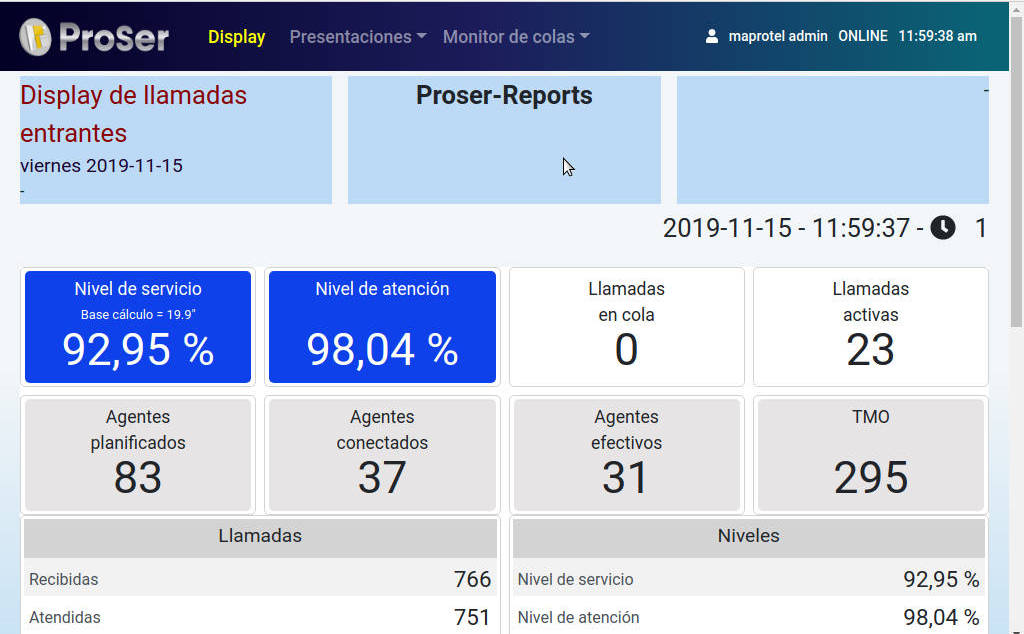 ProSer Display Presentaciones Monitor de colas maprotel admin ONLINE 11:59:38 am
Display de llamadas
entrantes
viernes 2019-11-15
-
Proser-Reports
-
2019-11-15 - 11:59:37 - 1
Nivel de servicio
Base cálculo = 19.9"
92,95 %
Nivel de atención
98,04 %
Llamadas
en cola
0
Llamadas
activas
23
Agentes
planificados
83
Agentes
conectados
37
Agentes
efectivos
31
TMO
295
Llamadas
Recibidas 766
Atendidas 751
Niveles
Nivel de servicio 92,95 %
Nivel de atención 98,04 %